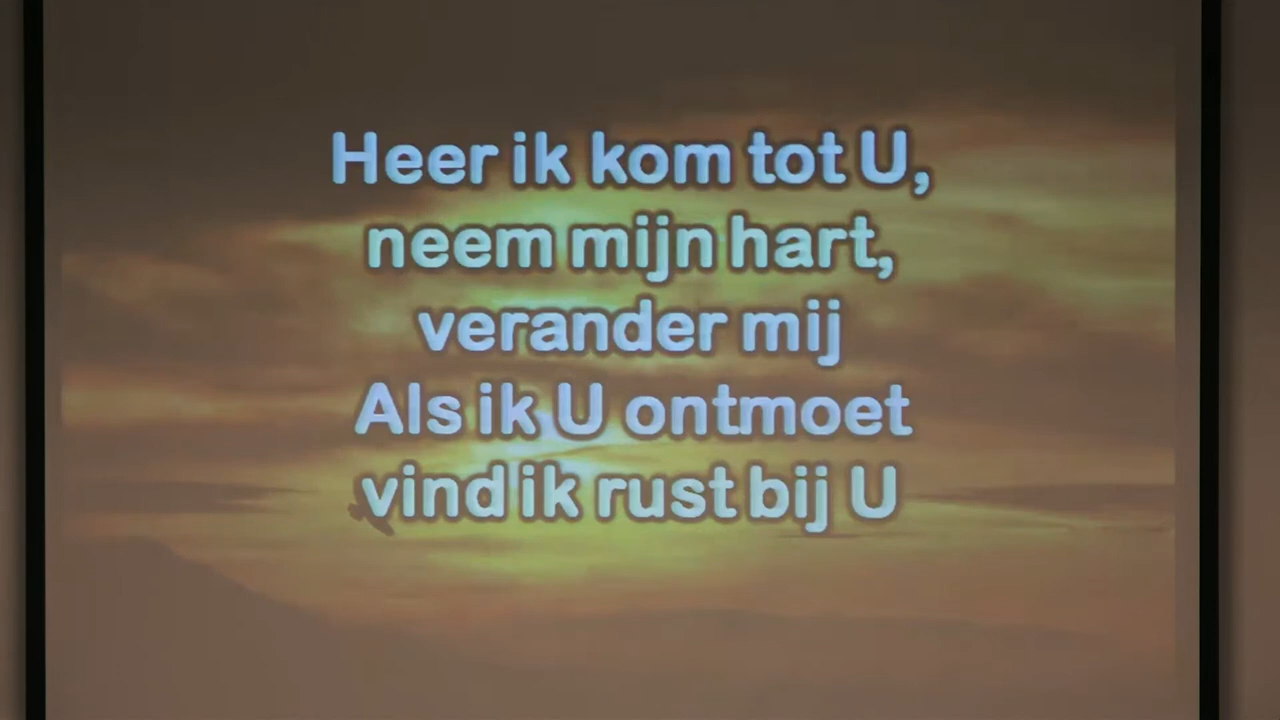 Heer ik kom tot U,
neem mijn hart,
verander mij
Als ik U ontmoet
vind ik rust bij U